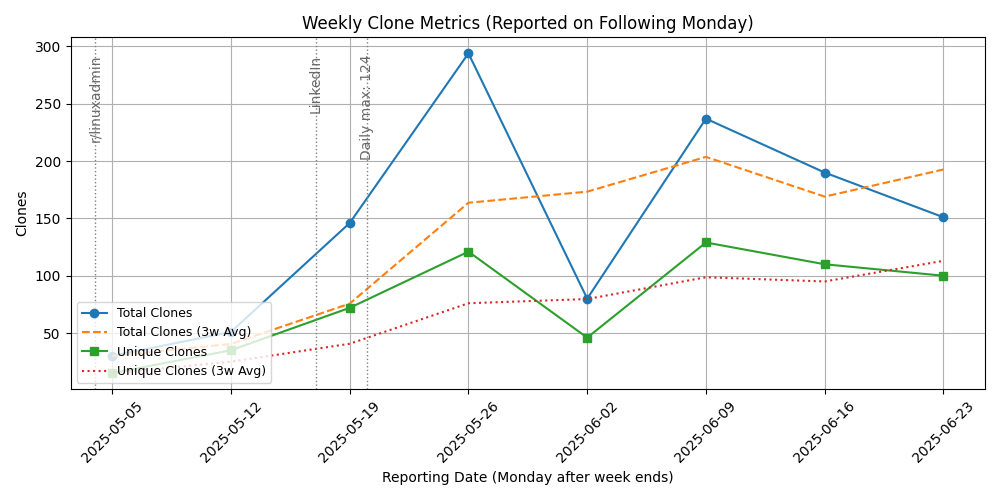 Weekly Clone Metrics (Reported on Following Monday)
300
250
200
150
100
50
Clones
r/linuxadmin
LinkedIn
Daily max: 124
Total Clones
Total Clones (3w Avg)
Unique Clones
Unique Clones (3w Avg)
2025-05-05
2025-05-12
2025-05-19
2025-05-26
2025-06-02
2025-06-09
2025-06-16
2025-06-23
Reporting Date (Monday after week ends)